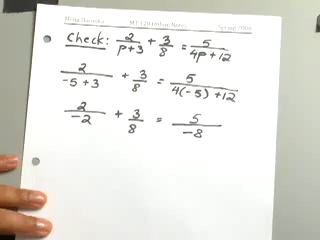 Check: 2/(p+3) + 3/8 = 5/(4p+12)
2/(-5+3) + 3/8 = 5/(4(-5)+12)
2/-2 + 3/8 = 5/-8